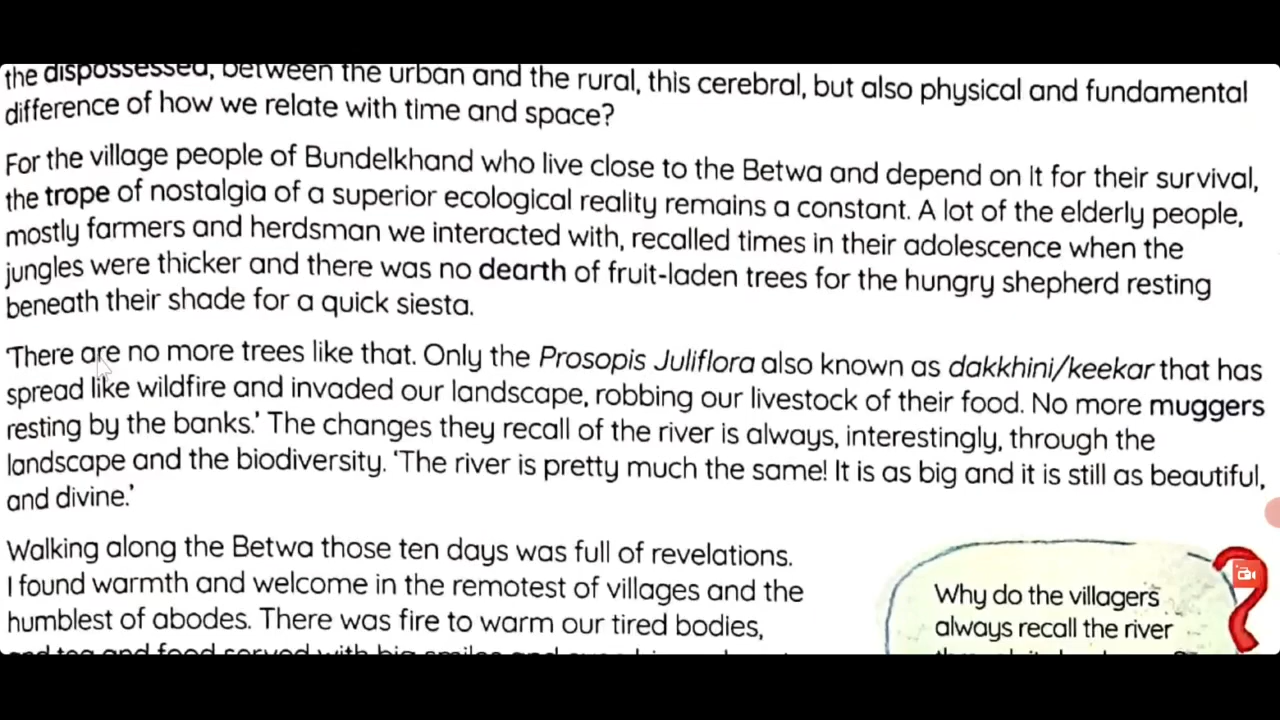 the dispossessed, between the urban and the rural, this cerebral, but also physical and fundamental
difference of how we relate with time and space?
For the village people of Bundelkhand who live close to the Betwa and depend on it for their survival,
the trope of nostalgia of a superior ecological reality remains a constant. A lot of the elderly people,
mostly farmers and herdsman we interacted with, recalled times in their adolescence when the
jungles were thicker and there was no dearth of fruit-laden trees for the hungry shepherd resting
beneath their shade for a quick siesta.
‘There are no more trees like that. Only the Prosopis Juliflora also known as dakkhini/keekar that has
spread like wildfire and invaded our landscape, robbing our livestock of their food. No more muggers
resting by the banks.’ The changes they recall of the river is always, interestingly, through the
landscape and the biodiversity. ‘The river is pretty much the same! It is as big and it is still as beautiful,
and divine.’
Walking along the Betwa those ten days was full of revelations.
I found warmth and welcome in the remotest of villages and the
humblest of abodes. There was fire to warm our tired bodies,
and tea and food served with big smiles and
Why do the villagers
always recall the river